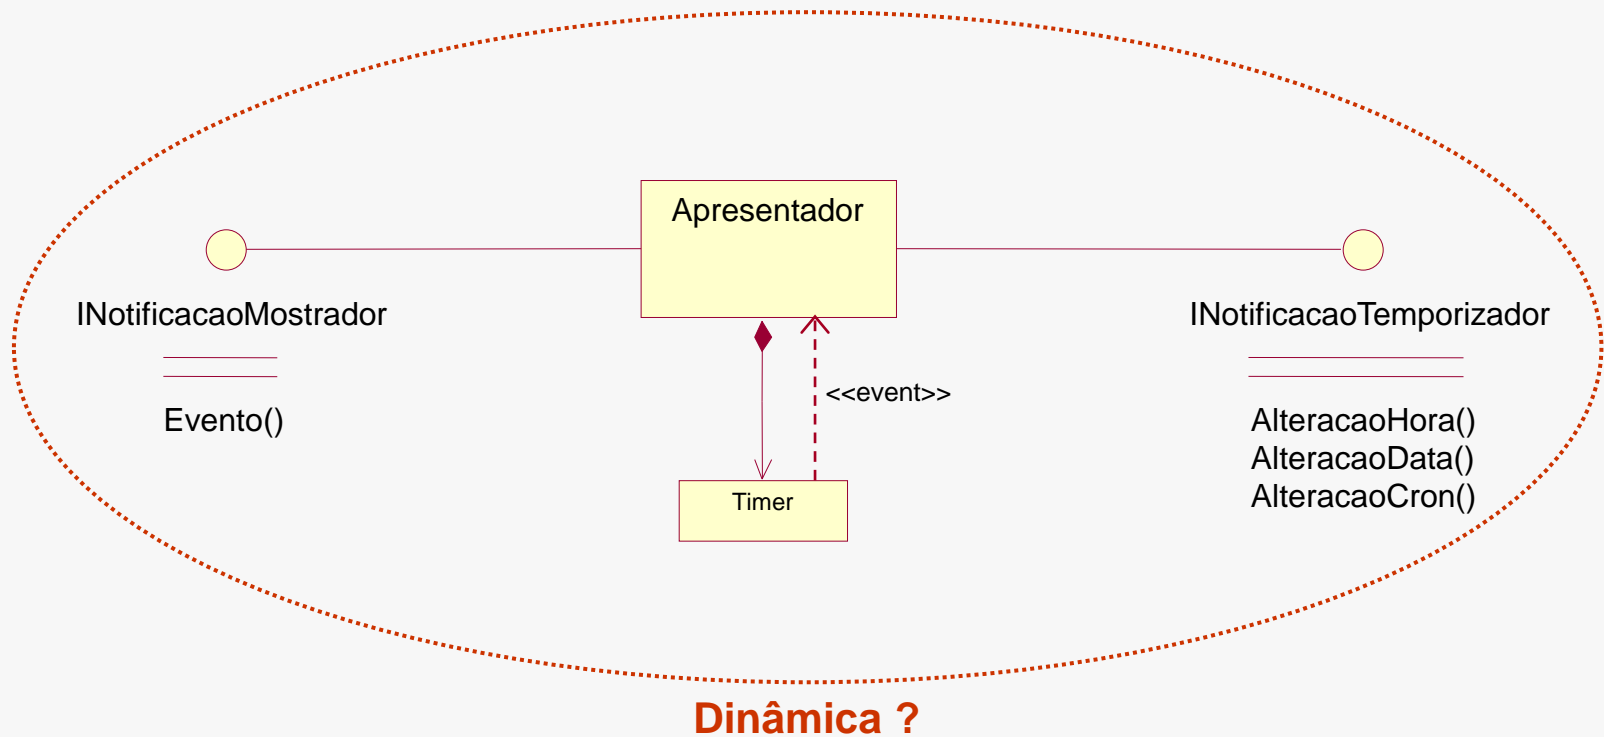 Apresentador
INotificacaoMostrador
Evento()
INotificacaoTemporizador
AlteracaoHora()
AlteracaoData()
AlteracaoCron()
<<event>>
Timer
Dinâmica ?